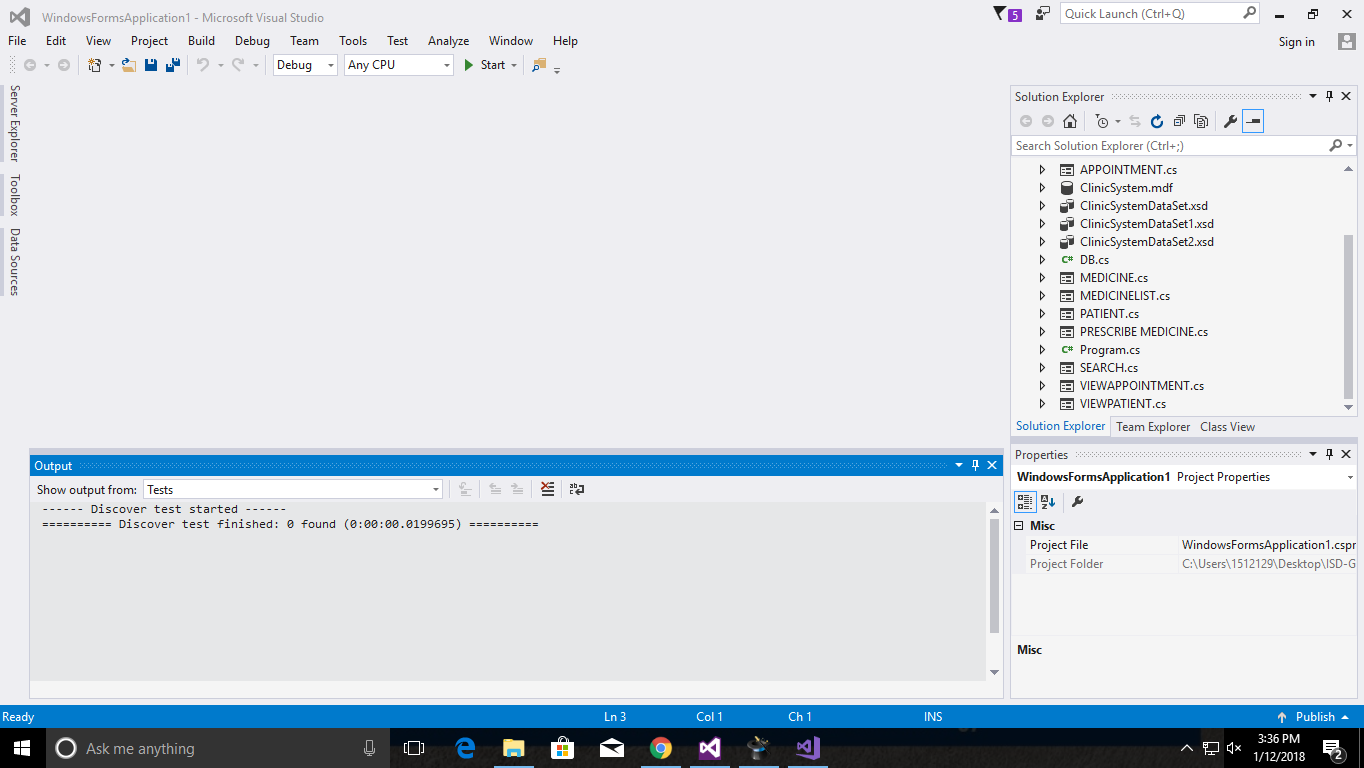 WindowsFormsApplication1 - Microsoft Visual Studio
5
Quick Launch (Ctrl+Q)
File Edit View Project Build Debug Team Tools Test Analyze Window Help
Sign in
Debug Any CPU Start
Server Explorer
Toolbox
Data Sources
Solution Explorer
Search Solution Explorer (Ctrl+;)
APPOINTMENT.cs
ClinicSystem.mdf
ClinicSystemDataSet.xsd
ClinicSystemDataSet1.xsd
ClinicSystemDataSet2.xsd
C# DB.cs
MEDICINE.cs
MEDICINELIST.cs
PATIENT.cs
PRESCRIBE MEDICINE.cs
C# Program.cs
SEARCH.cs
VIEWAPPOINTMENT.cs
VIEWPATIENT.cs
Solution Explorer Team Explorer Class View
Output
Show output from: Tests
------ Discover test started ------
========== Discover test finished: 0 found (0:00:00.0199695) ==========
Properties
WindowsFormsApplication1 Project Properties
Misc
Project File WindowsFormsApplication1.cspr
Project Folder C:\Users\1512129\Desktop\ISD-G
Misc
Ready Ln 3 Col 1 Ch 1 INS Publish
Ask me anything
3:36 PM
1/12/2018
2